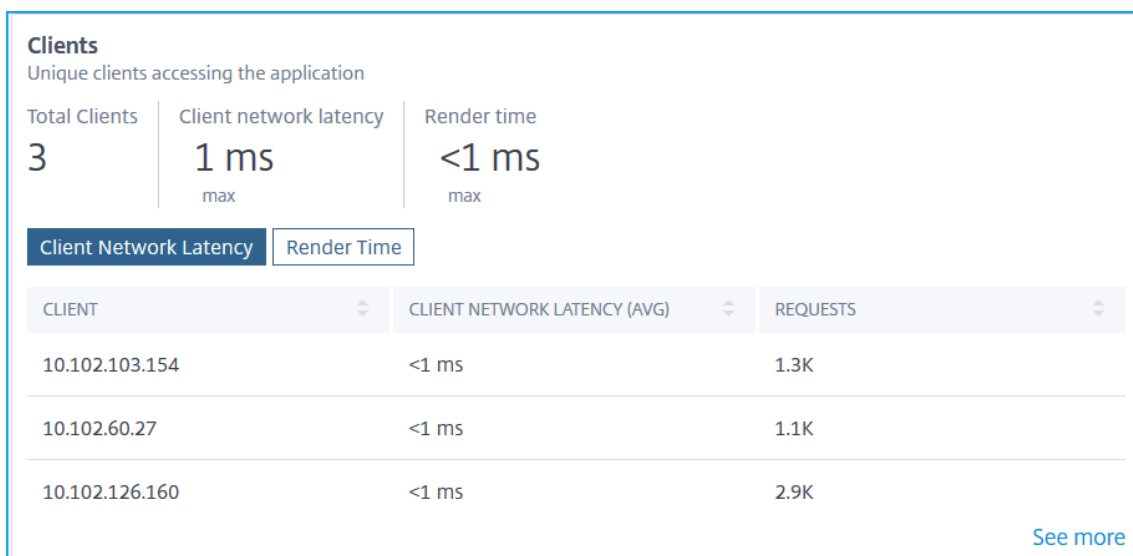 Clients
Unique clients accessing the application
Total Clients Client network latency Render time
3 1 ms <1 ms
max max
Client Network Latency Render Time
CLIENT CLIENT NETWORK LATENCY (AVG) REQUESTS
10.102.103.154 <1 ms 1.3K
10.102.60.27 <1 ms 1.1K
10.102.126.160 <1 ms 2.9K
See more